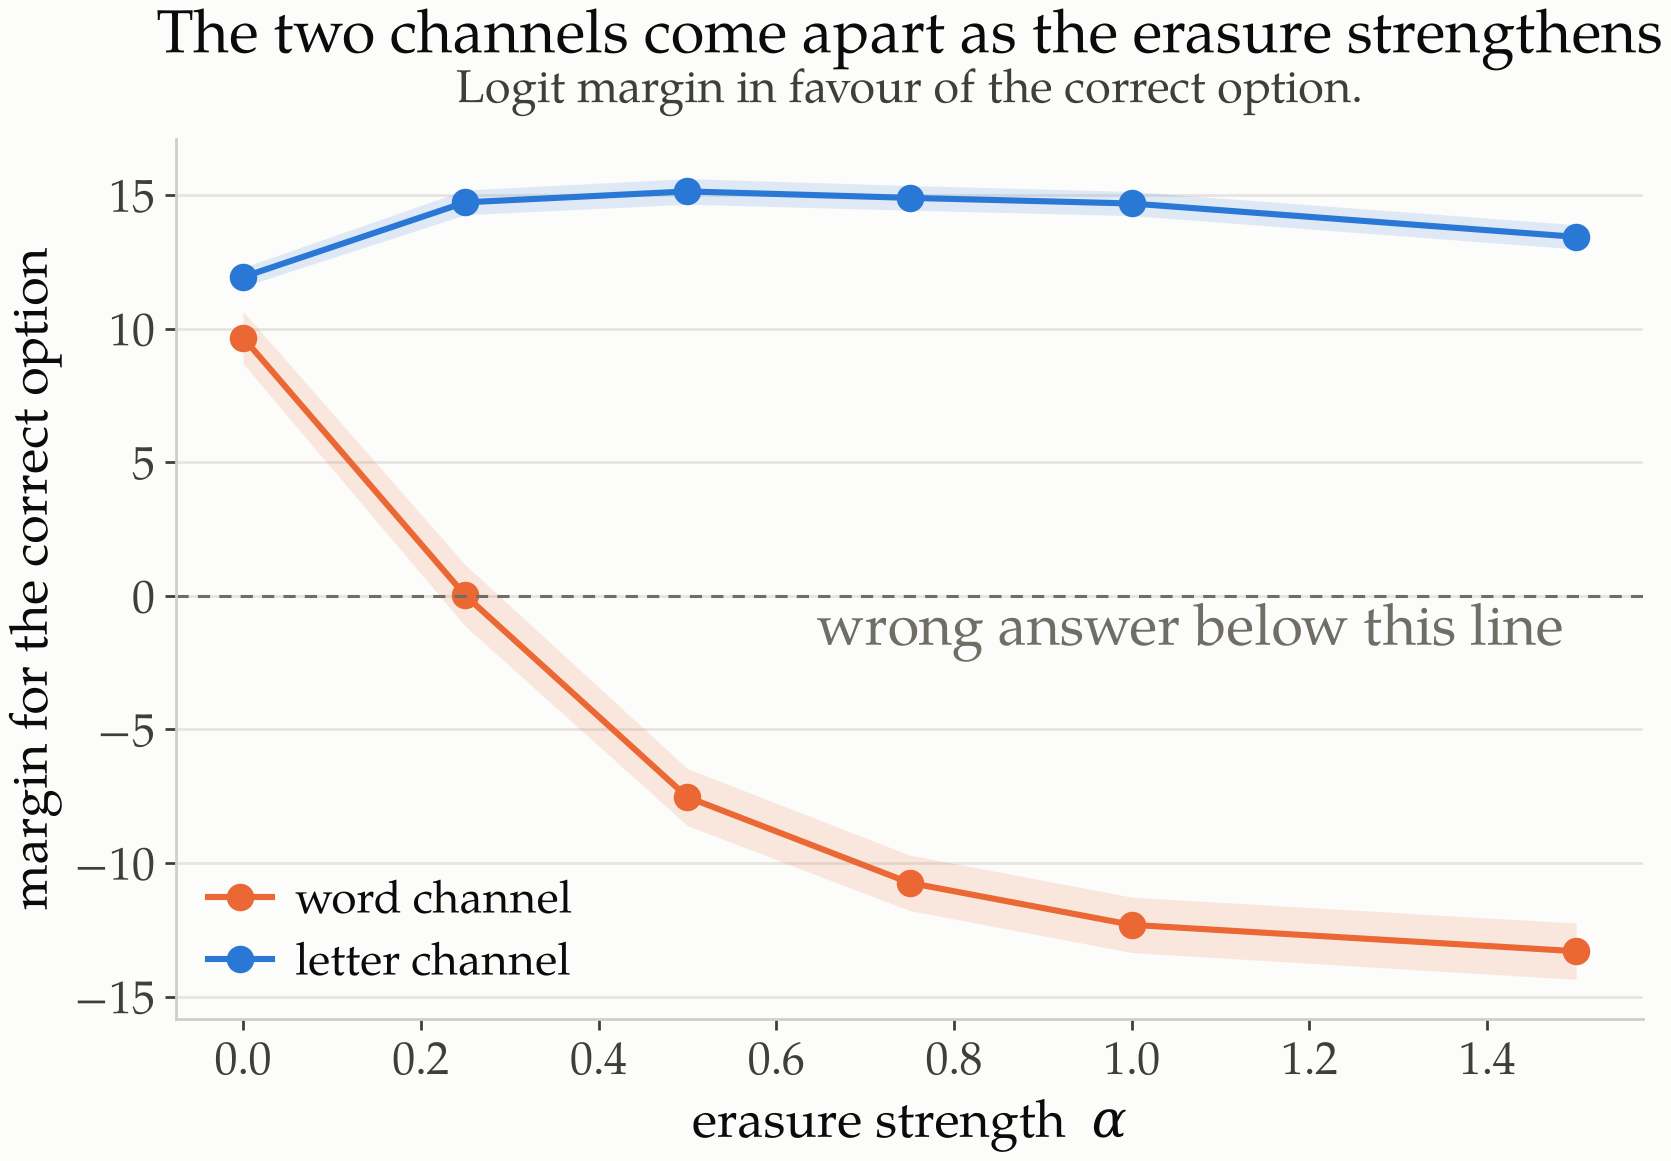 The two channels come apart as the erasure strengthens
Logit margin in favour of the correct option.
margin for the correct option
15
10
5
0
−5
−10
−15
wrong answer below this line
word channel
letter channel
0.0 0.2 0.4 0.6 0.8 1.0 1.2 1.4
erasure strength α